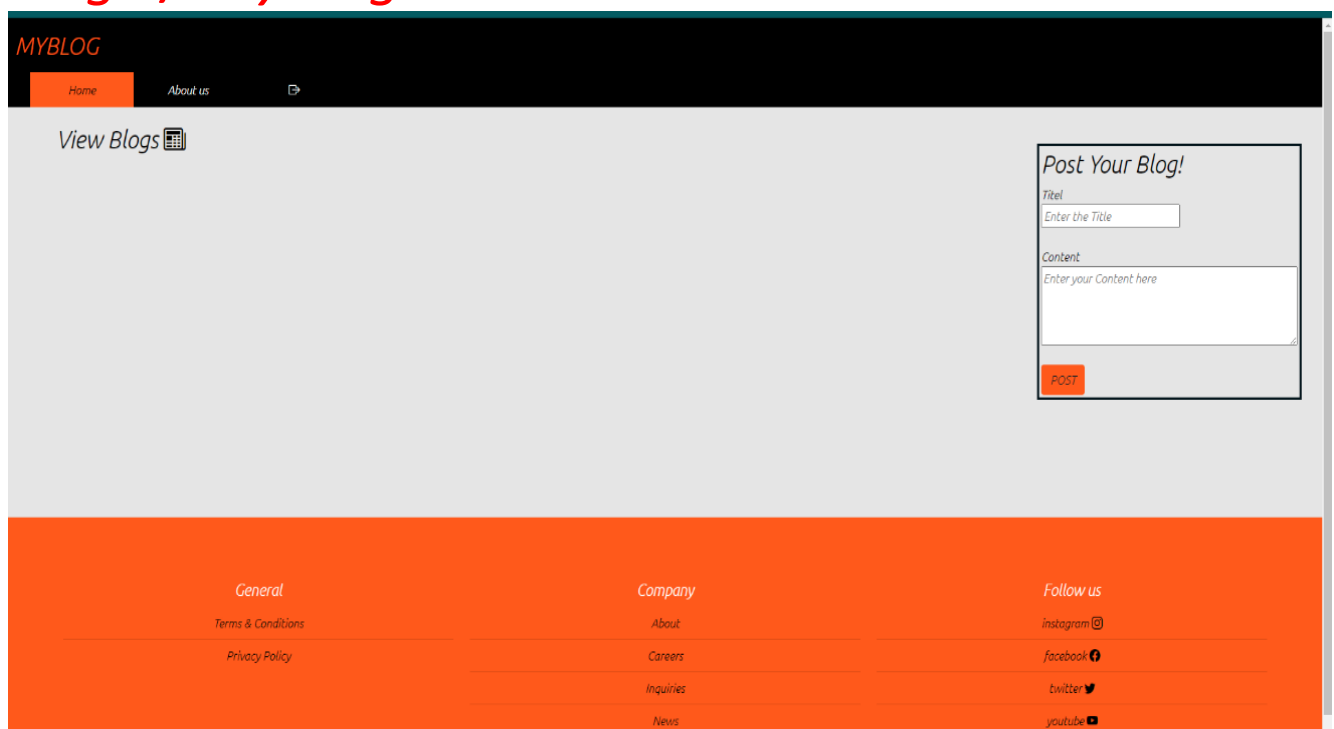 MYBLOG
Home About us
View Blogs
Post Your Blog!
Titel
Enter the Title
Content
Enter your Content here
POST
General Company Follow us
Terms & Conditions About instagram
Privacy Policy Careers facebook
Inquiries twitter
News youtube